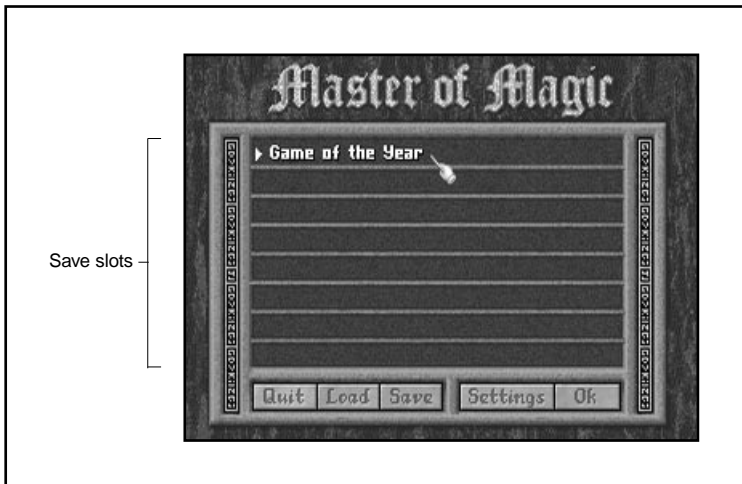 Master of Magic
Game of the Year
Save slots
Quit Load Save Settings Ok